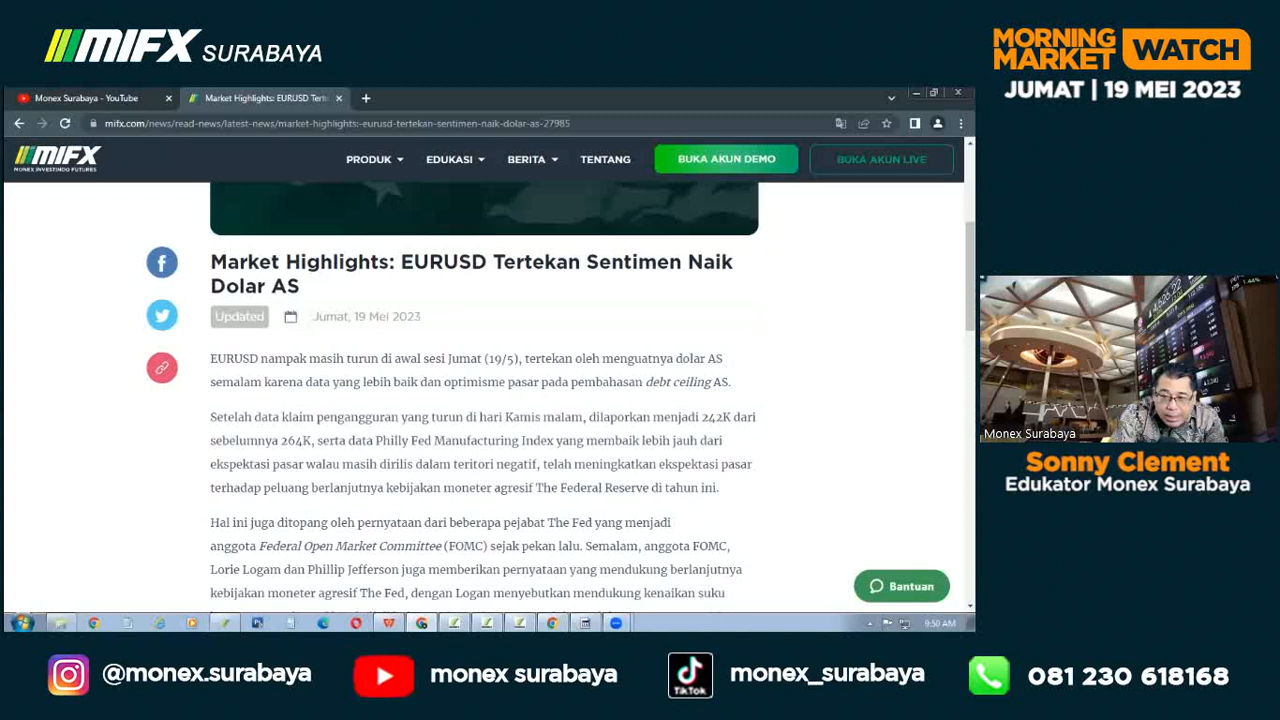 MIFX SURABAYA
MORNING
MARKET
WATCH
JUMAT | 19 MEI 2023
Monex Surabaya - YouTube
Market Highlights: EURUSD Tert
mifx.com/news/read-news/latest-news/market-highlights:-eurusd-tertekan-sentimen-naik-dolar-as-27985
MIFX
MONEX INVESTINDO FUTURES
PRODUK
EDUKASI
BERITA
TENTANG
BUKA AKUN DEMO
BUKA AKUN LIVE
Market Highlights: EURUSD Tertekan Sentimen Naik
Dolar AS
Updated
Jumat, 19 Mei 2023
EURUSD nampak masih turun di awal sesi Jumat (19/5), tertekan oleh menguatnya dolar AS
semalam karena data yang lebih baik dan optimisme pasar pada pembahasan debt ceiling AS.
Setelah data klaim pengangguran yang turun di hari Kamis malam, dilaporkan menjadi 242K dari
sebelumnya 264K, serta data Philly Fed Manufacturing Index yang membaik lebih jauh dari
ekspektasi pasar walau masih dirilis dalam teritori negatif, telah meningkatkan ekspektasi pasar
terhadap peluang berlanjutnya kebijakan moneter agresif The Federal Reserve di tahun ini.
Hal ini juga ditopang oleh pernyataan dari beberapa pejabat The Fed yang menjadi
anggota Federal Open Market Committee (FOMC) sejak pekan lalu. Semalam, anggota FOMC,
Lorie Logam dan Phillip Jefferson juga memberikan pernyataan yang mendukung berlanjutnya
kebijakan moneter agresif The Fed, dengan Logan menyebutkan mendukung kenaikan suku
Bantuan
9:50 AM
Monex Surabaya
Sonny Clement
Edukator Monex Surabaya
@monex.surabaya
monex surabaya
TikTok
monex_surabaya
081 230 618168